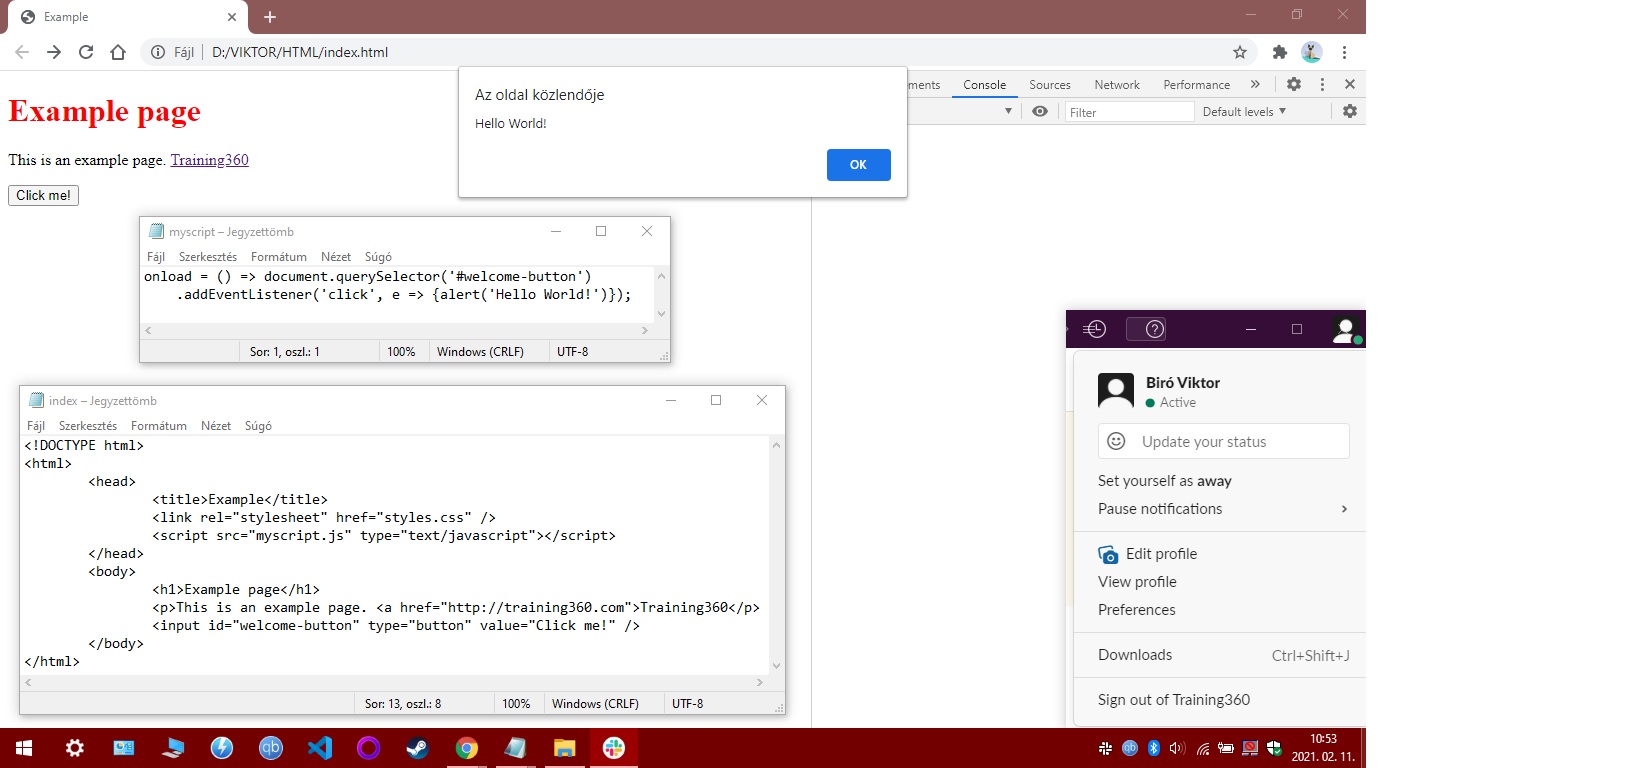 Example
Fájl
D:/VIKTOR/HTML/index.html
Example page
This is an example page. Training360
Click me!
Az oldal közlendője
Hello World!
OK
ments
Console
Sources
Network
Performance
Filter
Default levels
myscript – Jegyzettömb
Fájl Szerkesztés Formátum Nézet Súgó
onload = () => document.querySelector('#welcome-button')
.addEventListener('click', e => {alert('Hello World!')});
Sor: 1, oszl.: 1 100% Windows (CRLF) UTF-8
index – Jegyzettömb
Fájl Szerkesztés Formátum Nézet Súgó
<!DOCTYPE html>
<html>
<head>
<title>Example</title>
<link rel="stylesheet" href="styles.css" />
<script src="myscript.js" type="text/javascript"></script>
</head>
<body>
<h1>Example page</h1>
<p>This is an example page. <a href="http://training360.com">Training360</p>
<input id="welcome-button" type="button" value="Click me!" />
</body>
</html>
Sor: 13, oszl.: 8 100% Windows (CRLF) UTF-8
Biró Viktor
Active
Update your status
Set yourself as away
Pause notifications
Edit profile
View profile
Preferences
Downloads Ctrl+Shift+J
Sign out of Training360
qb
qb
10:53
2021. 02. 11.